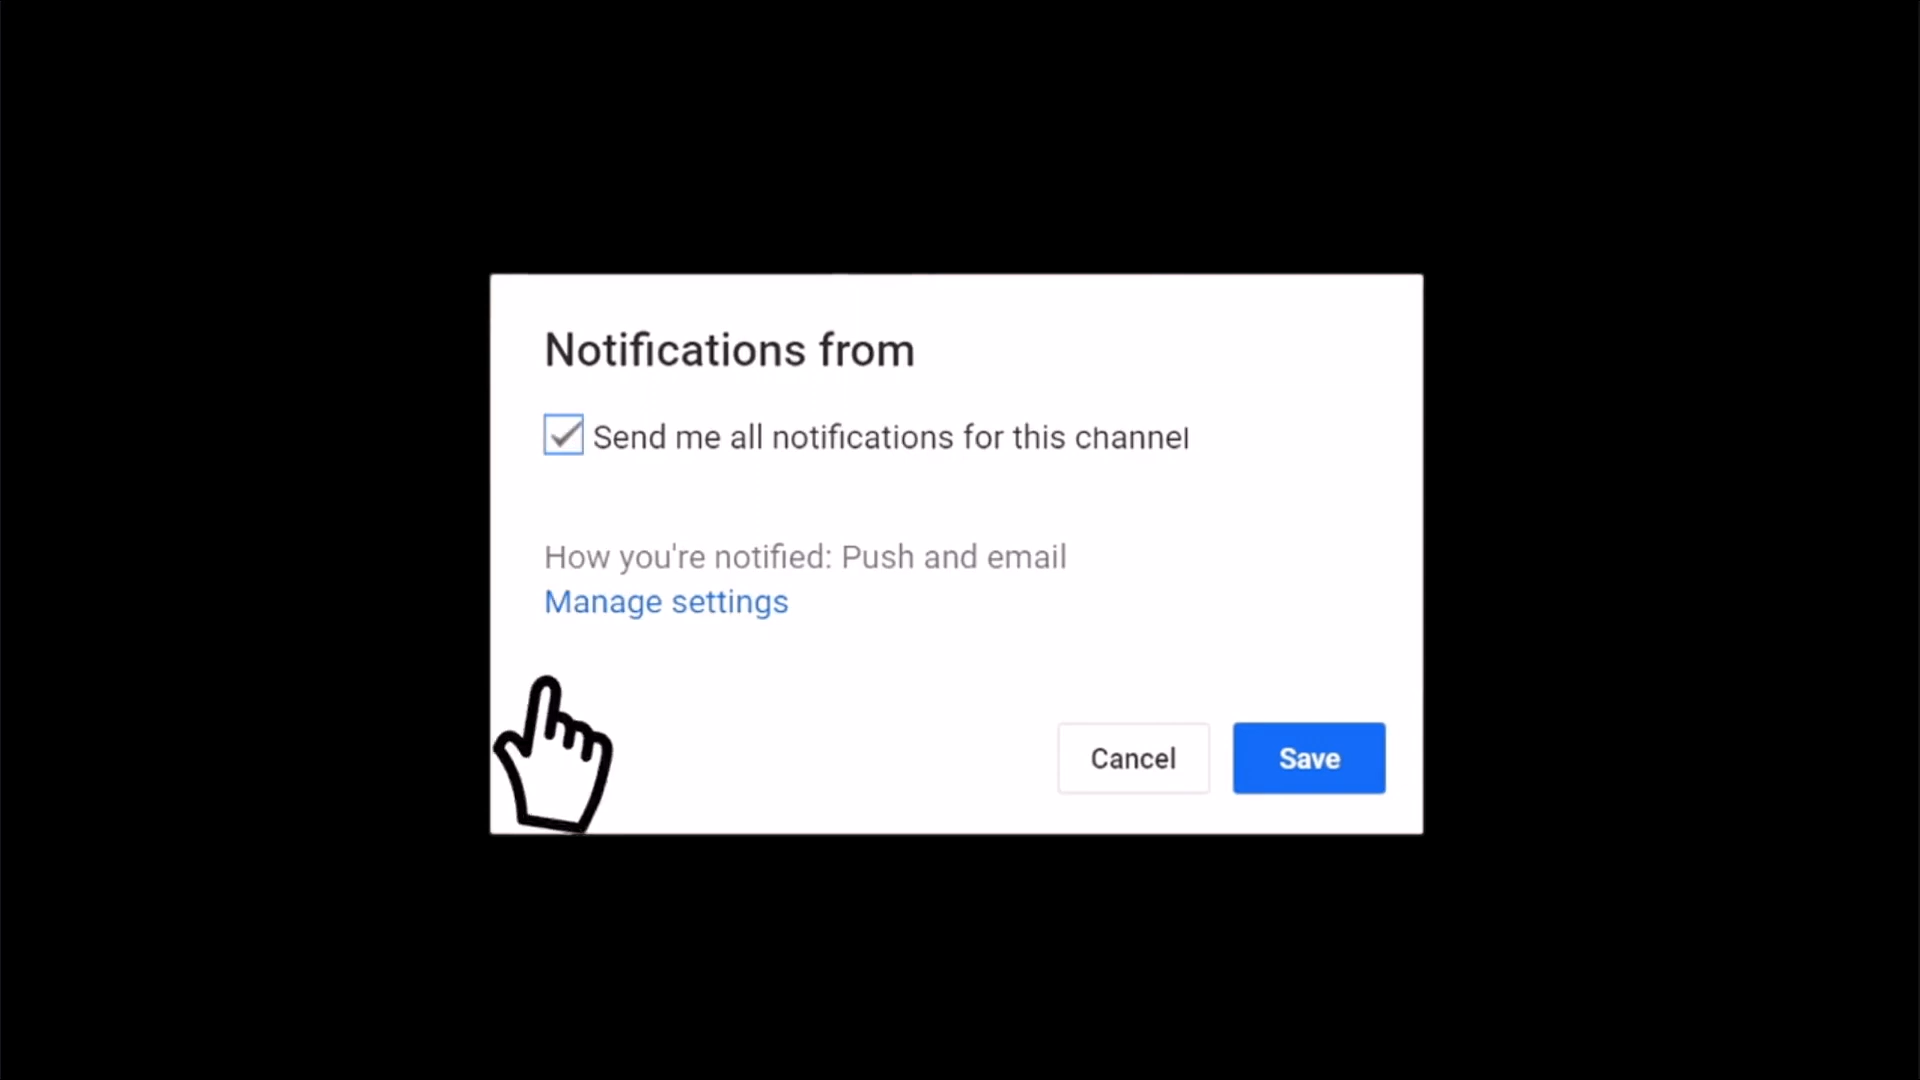 Notifications from
Send me all notifications for this channel
How you're notified: Push and email
Manage settings
Cancel
Save